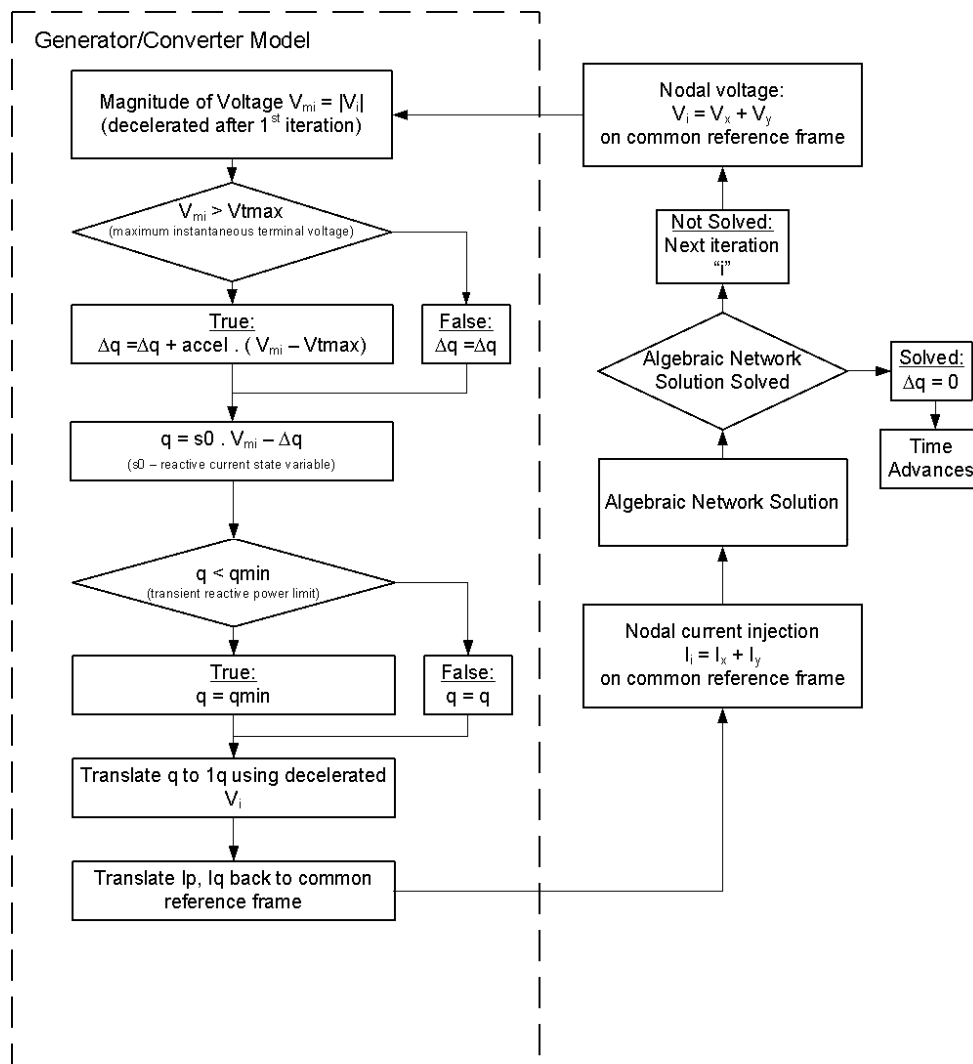 Generator/Converter Model
Magnitude of Voltage Vmi = |Vi|
(decelerated after 1st iteration)
Vmi > Vtmax
(maximum instantaneous terminal voltage)
True:
Δq =Δq + accel . ( Vmi – Vtmax)
False:
Δq =Δq
q = s0 . Vmi – Δq
(s0 – reactive current state variable)
q < qmin
(transient reactive power limit)
True:
q = qmin
False:
q = q
Translate q to 1q using decelerated
Vi
Translate Ip, Iq back to common
reference frame
Nodal voltage:
Vi = Vx + Vy
on common reference frame
Not Solved:
Next iteration
“i”
Algebraic Network
Solution Solved
Solved:
Δq = 0
Time
Advances
Algebraic Network Solution
Nodal current injection
Ii = Ix + Iy
on common reference frame